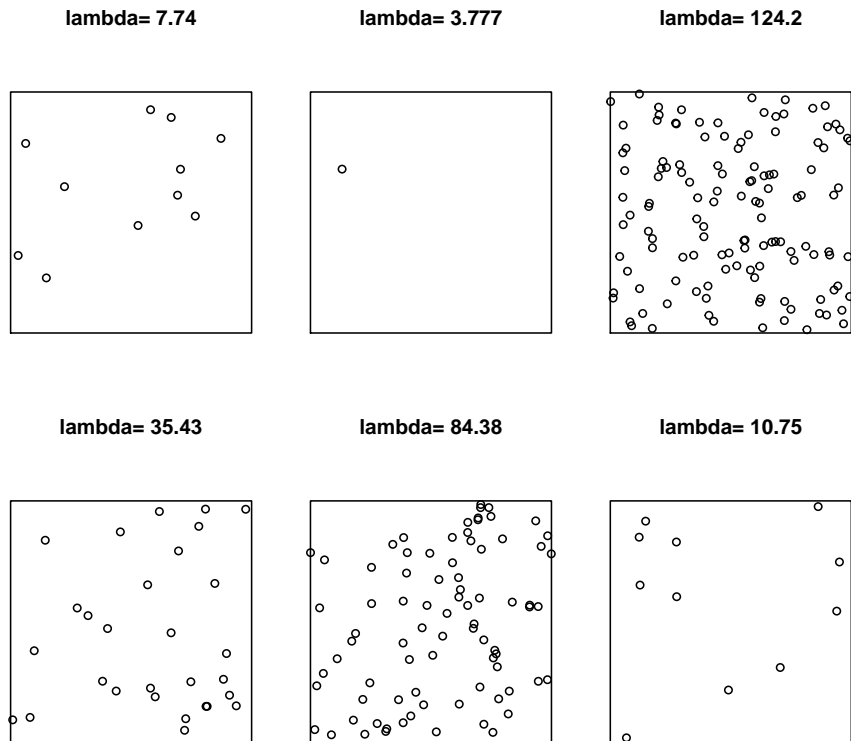 lambda= 7.74
lambda= 3.777
lambda= 124.2
lambda= 35.43
lambda= 84.38
lambda= 10.75